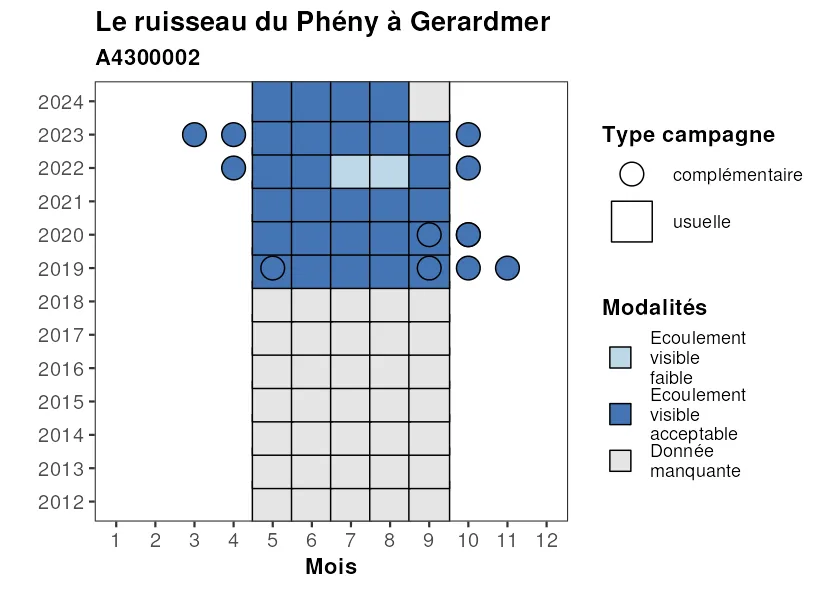 Le ruisseau du Phény à Gerardmer
A4300002
2024
2023
2022
2021
2020
2019
2018
2017
2016
2015
2014
2013
2012
1 2 3 4 5 6 7 8 9 10 11 12
Mois
Type campagne
complémentaire
usuelle
Modalités
Ecoulement
visible
faible
Ecoulement
visible
acceptable
Donnée
manquante